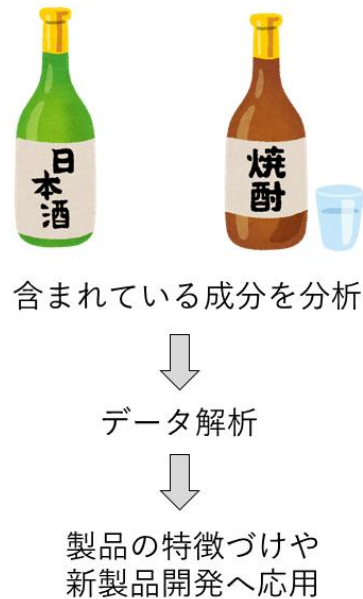 日本酒
焼酎
含まれている成分を分析
データ解析
製品の特徴づけや
新製品開発へ応用